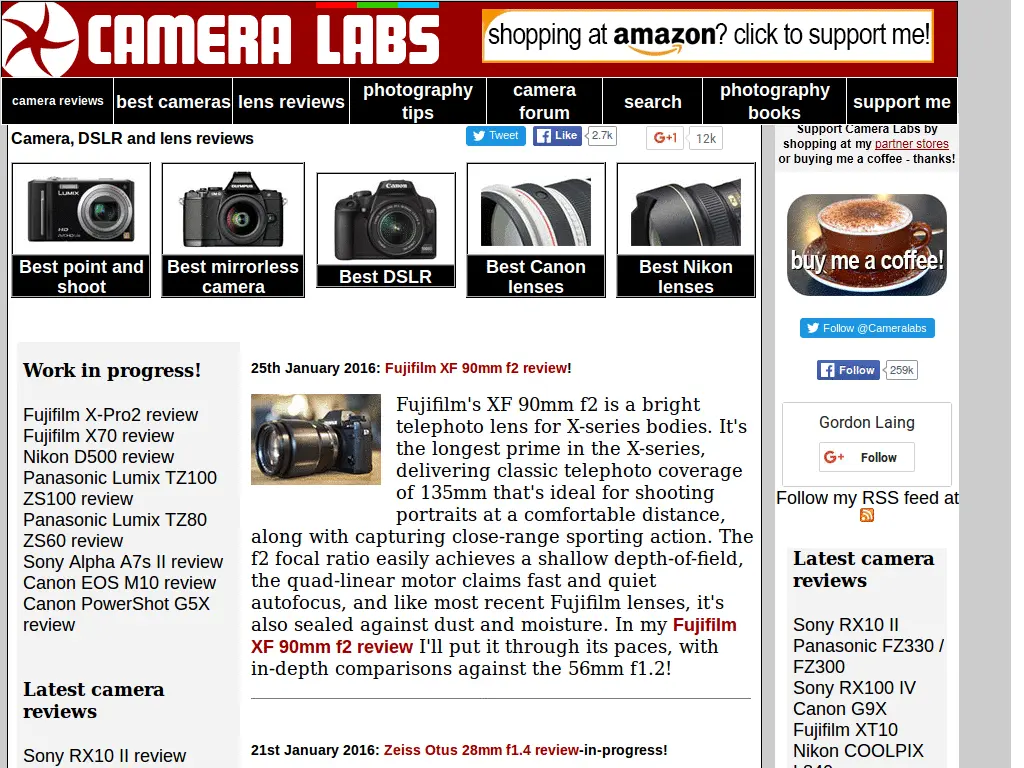 CAMERA LABS
shopping at amazon? click to support me!
camera reviews
best cameras
lens reviews
photography
tips
camera
forum
search
photography
books
support me
Camera, DSLR and lens reviews
Tweet
Like
2.7k
G+1
12k
Support Camera Labs by
shopping at my partner stores
or buying me a coffee - thanks!
LUMIX
HD
OLYMPUS
Canon
Best point and
shoot
Best mirrorless
camera
Best DSLR
Best Canon
lenses
Best Nikon
lenses
buy me a coffee!
Follow @Cameralabs
Follow
259k
Gordon Laing
G+ Follow
Follow my RSS feed at
Work in progress!
Fujifilm X-Pro2 review
Fujifilm X70 review
Nikon D500 review
Panasonic Lumix TZ100
ZS100 review
Panasonic Lumix TZ80
ZS60 review
Sony Alpha A7s II review
Canon EOS M10 review
Canon PowerShot G5X
review
Latest camera
reviews
Sony RX10 II review
25th January 2016: Fujifilm XF 90mm f2 review!
Fujifilm's XF 90mm f2 is a bright
telephoto lens for X-series bodies. It's
the longest prime in the X-series,
delivering classic telephoto coverage
of 135mm that's ideal for shooting
portraits at a comfortable distance,
along with capturing close-range sporting action. The
f2 focal ratio easily achieves a shallow depth-of-field,
the quad-linear motor claims fast and quiet
autofocus, and like most recent Fujifilm lenses, it's
also sealed against dust and moisture. In my Fujifilm
XF 90mm f2 review I'll put it through its paces, with
in-depth comparisons against the 56mm f1.2!
21st January 2016: Zeiss Otus 28mm f1.4 review-in-progress!
Latest camera
reviews
Sony RX10 II
Panasonic FZ330 /
FZ300
Sony RX100 IV
Canon G9X
Fujifilm XT10
Nikon COOLPIX